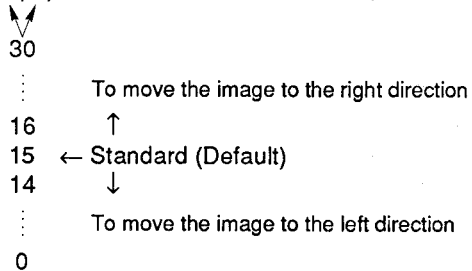 30
To move the image to the right direction
16 ↑
15 ← Standard (Default)
14 ↓
To move the image to the left direction
0